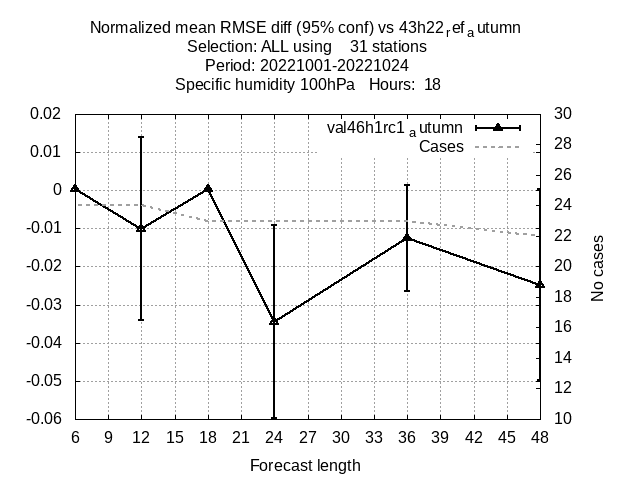 Normalized mean RMSE diff (95% conf) vs 43h22refautumn
Selection: ALL using 31 stations
Period: 20221001-20221024
Specific humidity 100hPa Hours: 18
val46h1rc1autumn
Cases
0.02
0.01
0
-0.01
-0.02
-0.03
-0.04
-0.05
-0.06
30
28
26
24
22
20
18
16
14
12
10
No cases
6 9 12 15 18 21 24 27 30 33 36 39 42 45 48
Forecast length